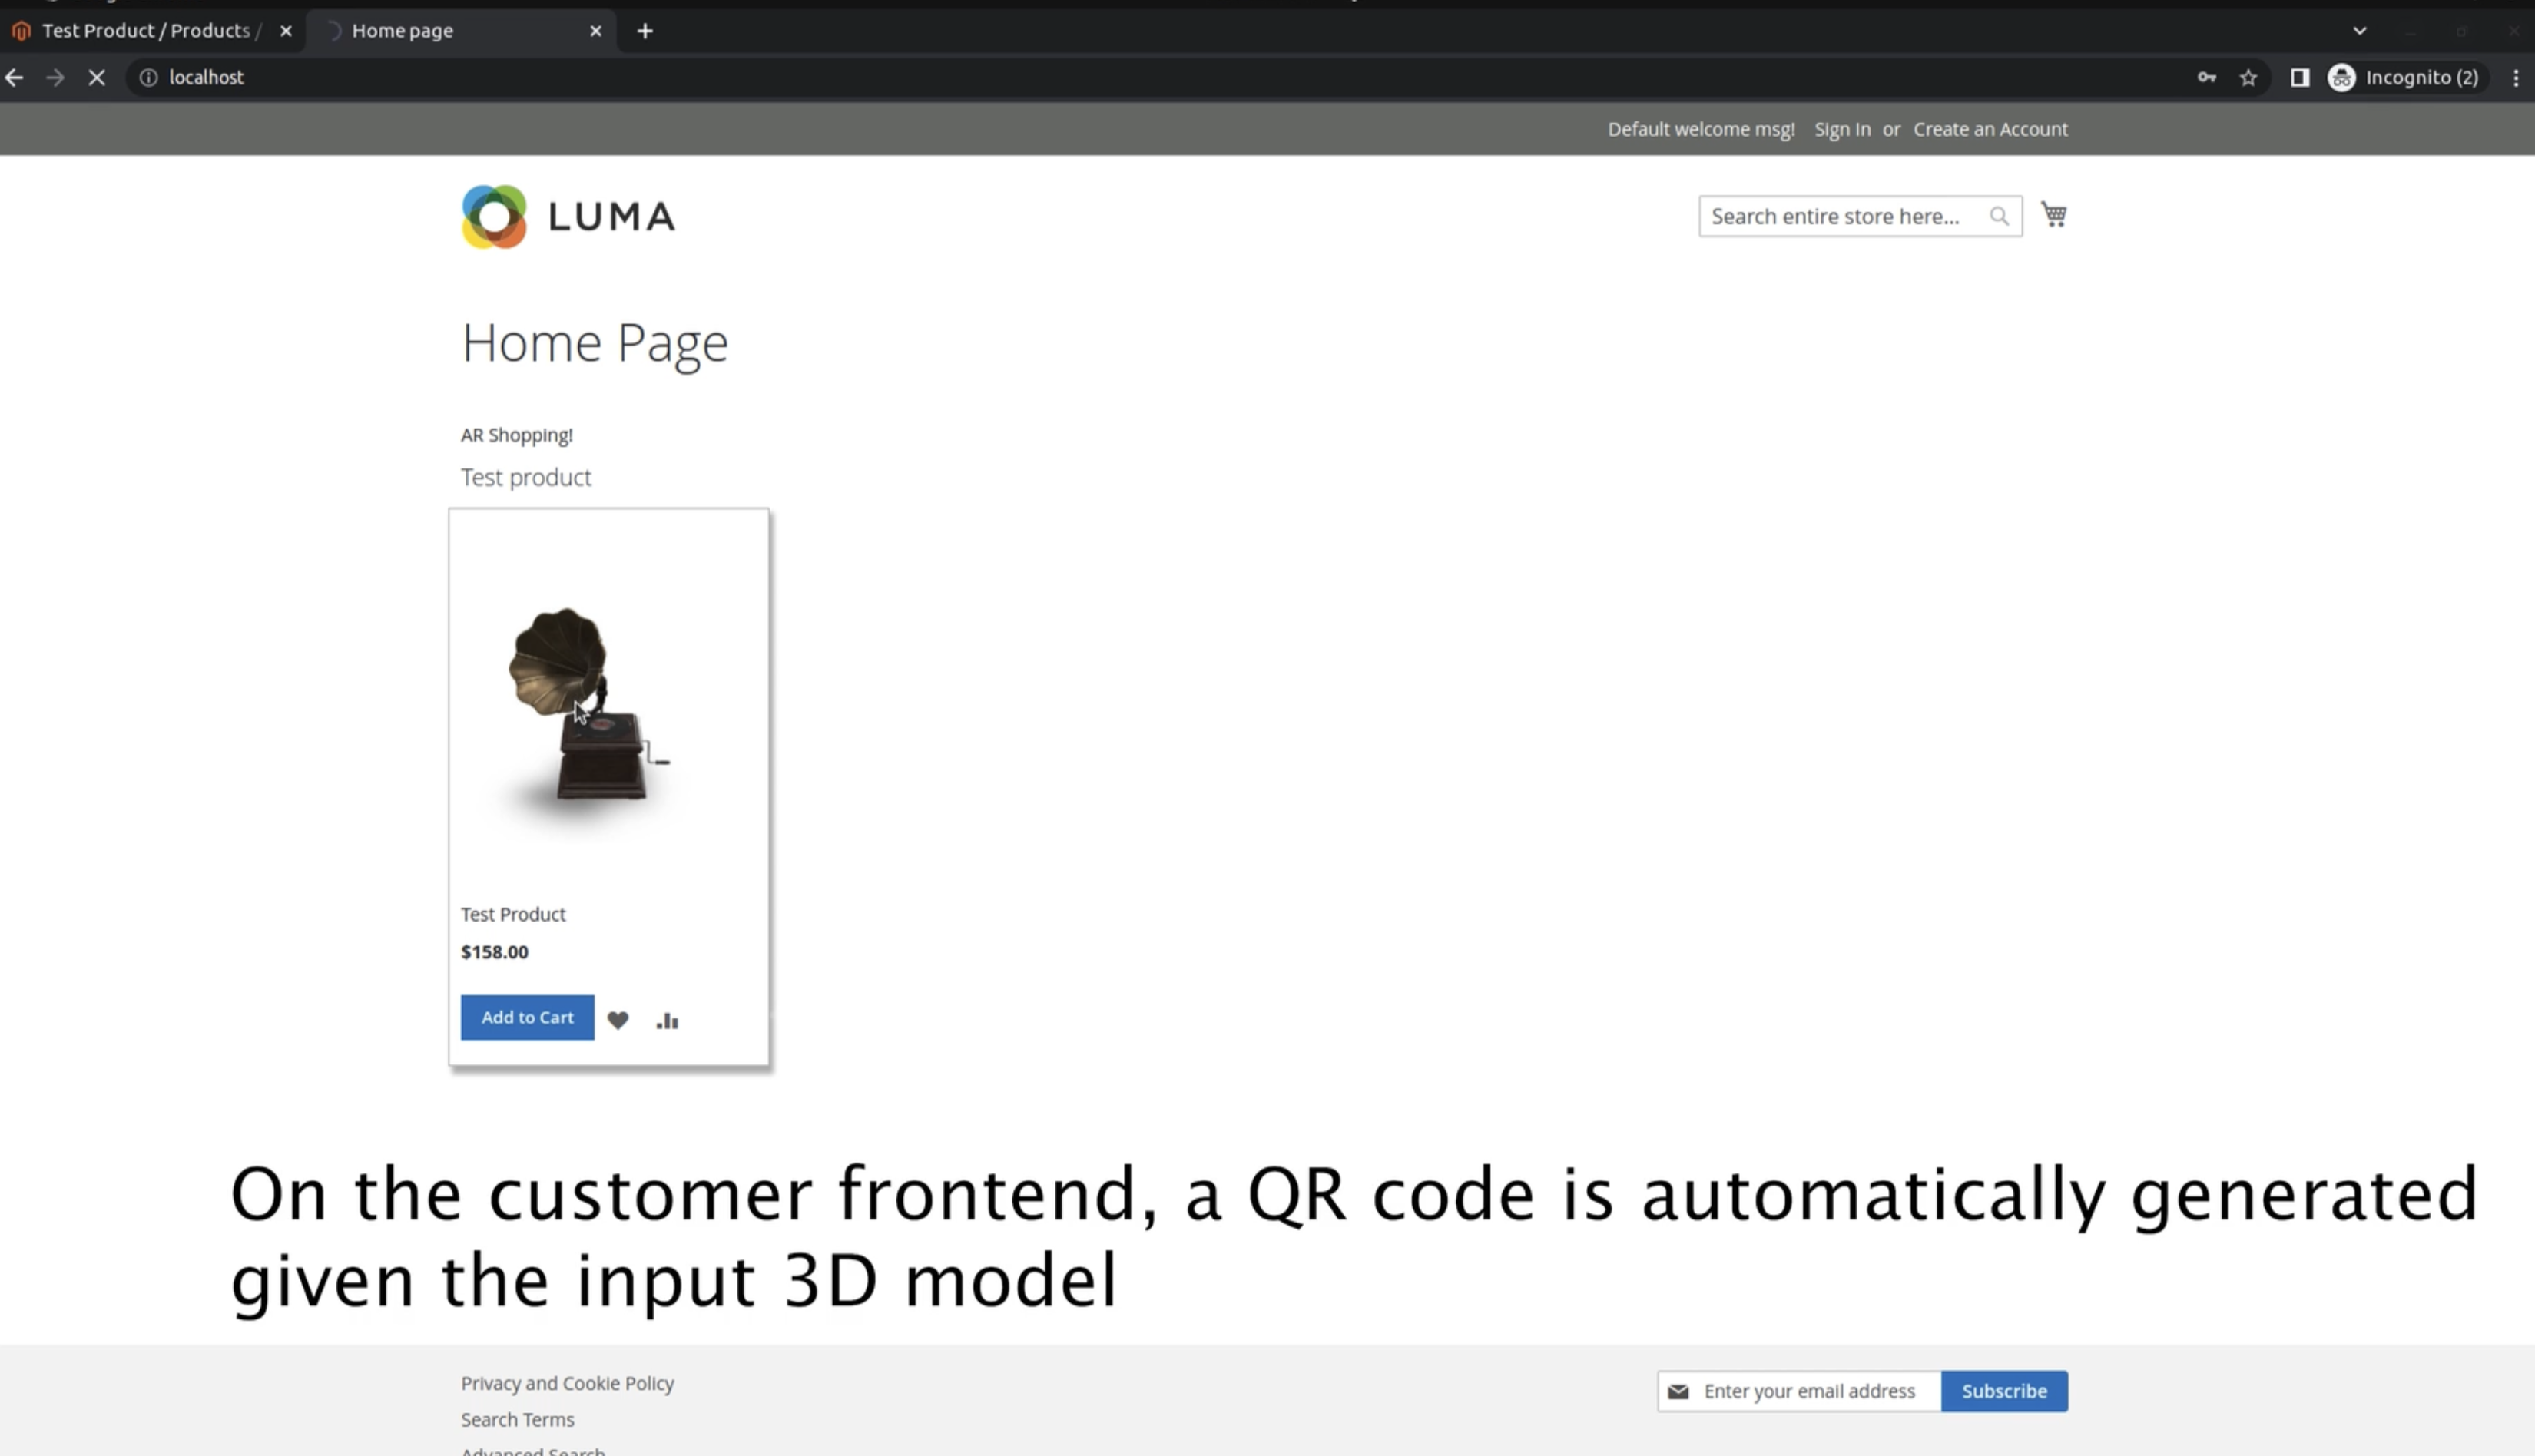 Test Product / Products /
Home page
localhost
Incognito (2)
Default welcome msg! Sign In or Create an Account
LUMA
Search entire store here...
Home Page
AR Shopping!
Test product
Test Product
$158.00
Add to Cart
On the customer frontend, a QR code is automatically generated
given the input 3D model
Privacy and Cookie Policy
Enter your email address
Subscribe
Search Terms
Advanced Search